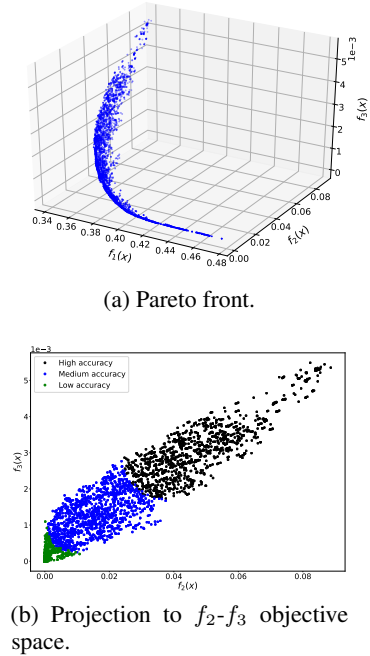 1e−3
5
4
3
2
1
0
f₃(x)
0.08
0.06
0.04
0.02
0.00
f₂(x)
0.34
0.36
0.38
0.40
0.42
0.44
0.46
0.48
f₁(x)
(a) Pareto front.
1e−3
High accuracy
Medium accuracy
Low accuracy
5
4
3
2
1
0
f₃(x)
0.00 0.02 0.04 0.06 0.08
f₂(x)
(b) Projection to f₂-f₃ objective
space.